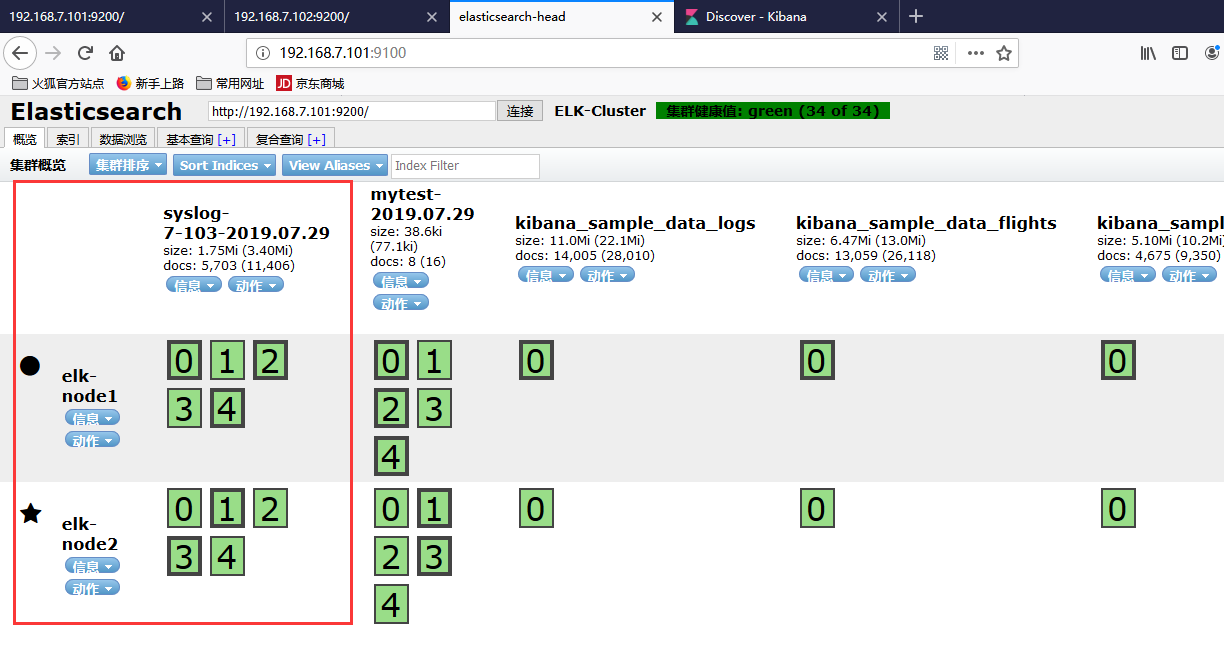 192.168.7.101:9200/
192.168.7.102:9200/
elasticsearch-head
Discover - Kibana
192.168.7.101:9100
火狐官方站点
新手上路
常用网址
JD 京东商城
Elasticsearch
http://192.168.7.101:9200/
连接
ELK-Cluster
集群健康值: green (34 of 34)
概览
索引
数据浏览
基本查询 [+]
复合查询 [+]
集群概览
集群排序
Sort Indices
View Aliases
Index Filter
syslog-
7-103-2019.07.29
size: 1.75Mi (3.40Mi)
docs: 5,703 (11,406)
信息
动作
mytest-
2019.07.29
size: 38.6ki
(77.1ki)
docs: 8 (16)
信息
动作
kibana_sample_data_logs
size: 11.0Mi (22.1Mi)
docs: 14,005 (28,010)
信息
动作
kibana_sample_data_flights
size: 6.47Mi (13.0Mi)
docs: 13,059 (26,118)
信息
动作
kibana_sampl
size: 5.10Mi (10.2Mi)
docs: 4,675 (9,350)
信息
动作
elk-
node1
信息
动作
0 1 2
3 4
0 1
2 3
4
0
0
0
elk-
node2
信息
动作
0 1 2
3 4
0 1
2 3
4
0
0
0